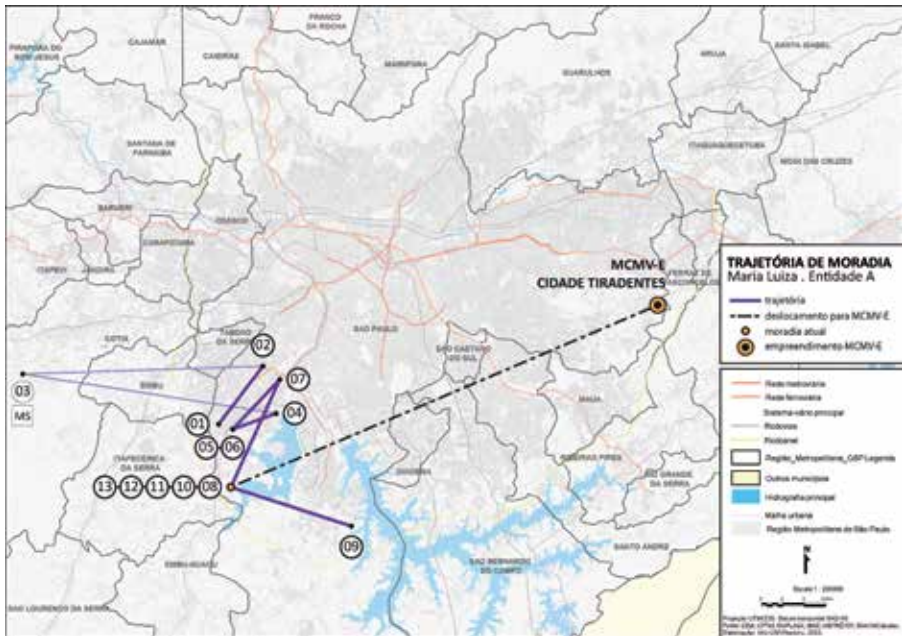 FRANCO
DA ROCHA
CAJAMAR
CAIEIRAS
MAIRIPORÃ
PIRAPORA DO
BOM JESUS
GUARULHOS
ARUJÁ
SANTA ISABEL
SANTANA DE
PARNAÍBA
ITAQUAQUECETUBA
MOGI DAS CRUZES
BARUERI
OSASCO
CARAPICUÍBA
ITAPEVI
JANDIRA
MCMV-E
CIDADE TIRADENTES
FERRAZ DE
VASCONCELOS
SÃO PAULO
COTIA
TABOÃO
DA SERRA
SÃO CAETANO
DO SUL
02
03
07
EMBU
MAUÁ
MS
01
04
05
06
ITAPECERICA
DA SERRA
RIBEIRÃO PIRES
DIADEMA
RIO GRANDE
DA SERRA
13
12
11
10
08
09
SANTO ANDRÉ
SÃO BERNARDO
DO CAMPO
EMBU-GUAÇU
SÃO LOURENÇO DA SERRA
TRAJETÓRIA DE MORADIA
Maria Luiza . Entidade A
trajetória
deslocamento para MCMV-E
moradia atual
empreendimento MCMV-E
Rede metroviária
Rede ferroviária
Sistema viário principal
Rodovias
Rodoanel
Região_Metropolitana_GSP Legenda
Outros municípios
Hidrografia principal
Malha urbana
Região Metropolitana de São Paulo
N